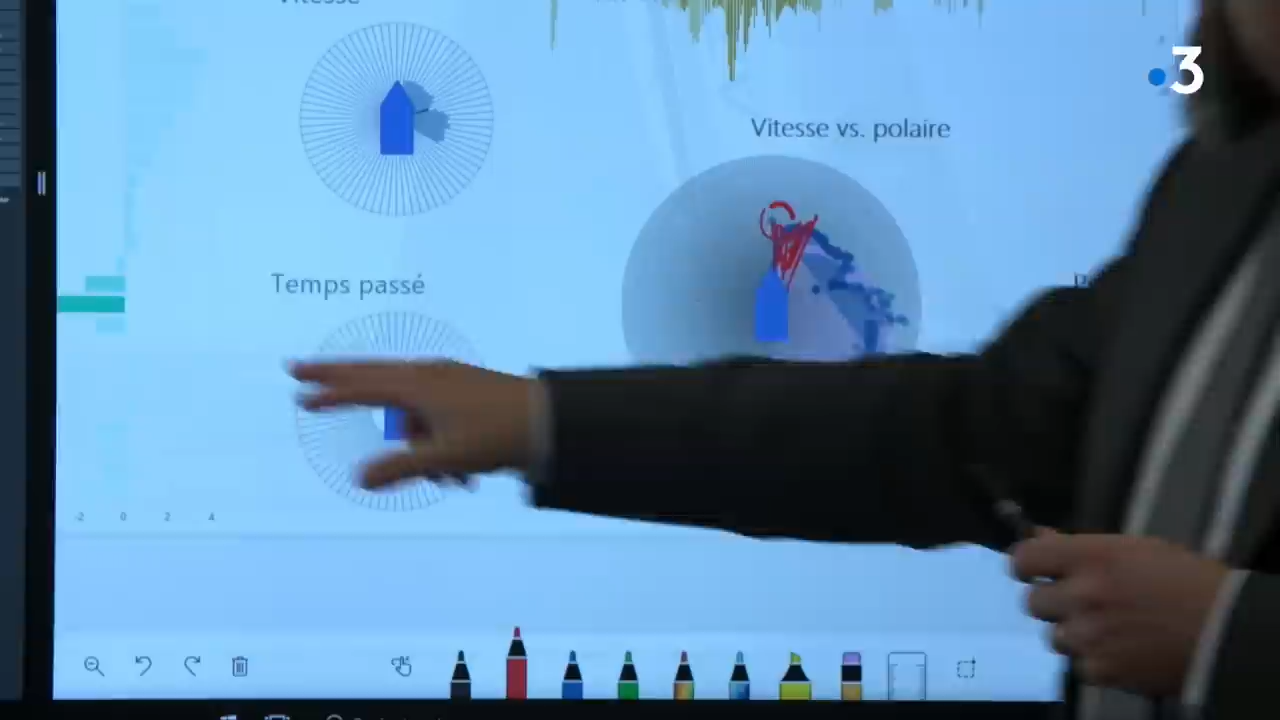 Vitesse
3
Vitesse vs. polaire
Temps passé
-2 0 2 4